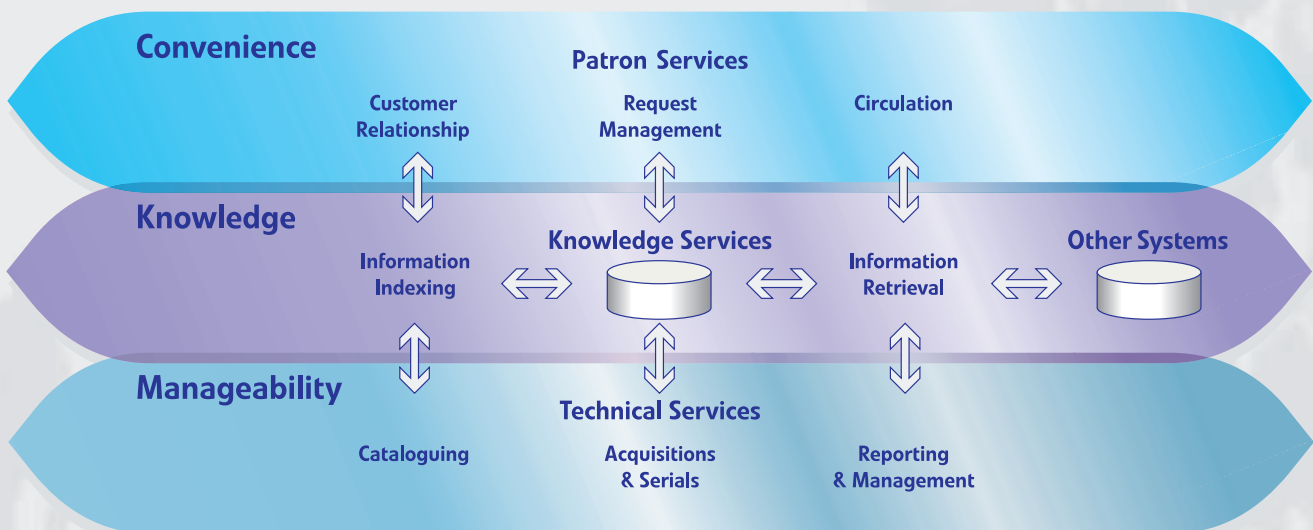 Convenience
Patron Services
Customer
Relationship
Request
Management
Circulation
Knowledge
Knowledge Services
Other Systems
Information
Indexing
Information
Retrieval
Manageability
Technical Services
Cataloguing
Acquisitions
& Serials
Reporting
& Management